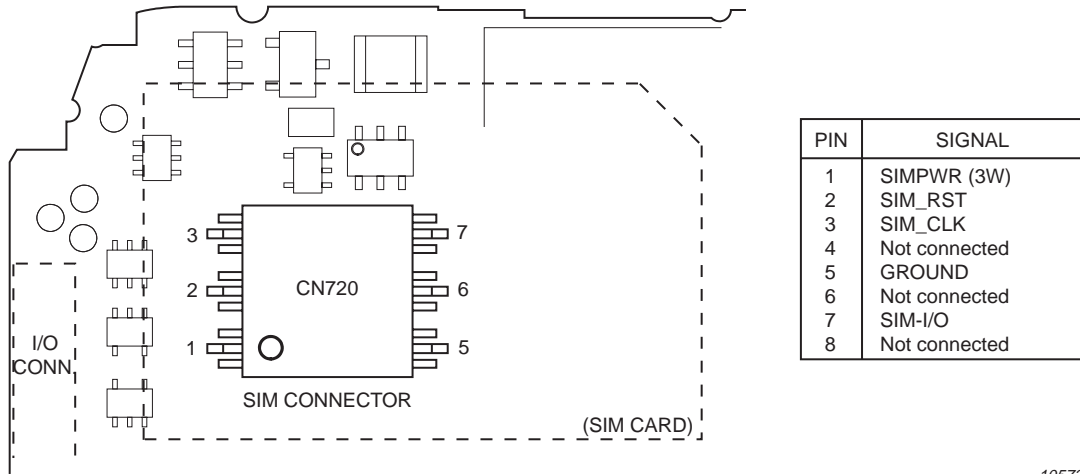 PIN SIGNAL
1 SIMPWR (3W)
2 SIM_RST
3 SIM_CLK
4 Not connected
5 GROUND
6 Not connected
7 SIM-I/O
8 Not connected
3 7
CN720
2 6
1 5
I/O
CONN.
SIM CONNECTOR
(SIM CARD)